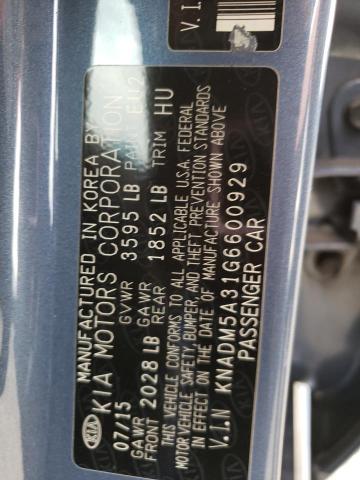 MANUFACTURED IN KOREA BY
KIA KIA MOTORS CORPORATION
07/15 GVWR 3595 LB PAINT EU2
GAWR FRONT 2028 LB GAWR REAR 1852 LB TRIM HU
THIS VEHICLE CONFORMS TO ALL APPLICABLE U.S.A. FEDERAL
MOTOR VEHICLE SAFETY BUMPER, AND THEFT PREVENTION STANDARDS
IN EFFECT ON THE DATE OF MANUFACTURE SHOWN ABOVE
V.I.N KNADM5A31G6600929
PASSENGER CAR
V.I